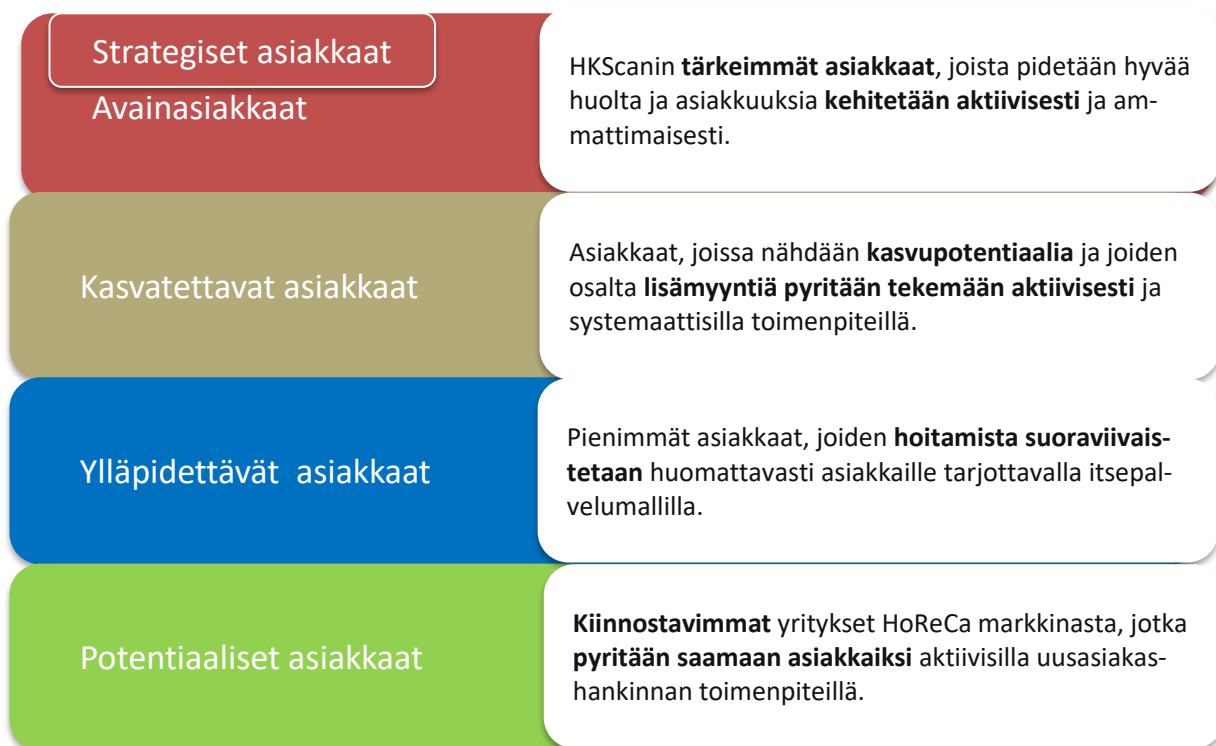 Strategiset asiakkaat
Avainasiakkaat
HKScanin tärkeimmät asiakkaat, joista pidetään hyvää
huolta ja asiakkuuksia kehitetään aktiivisesti ja am-
mattimaisesti.
Kasvatettavat asiakkaat
Asiakkaat, joissa nähdään kasvupotentiaalia ja joiden
osalta lisämyyntiä pyritään tekemään aktiivisesti ja
systemaattisilla toimenpiteillä.
Ylläpidettävät  asiakkaat
Pienimmät asiakkaat, joiden hoitamista suoraviivais-
tetaan huomattavasti asiakkaille tarjottavalla itsepal-
velumallilla.
Potentiaaliset asiakkaat
Kiinnostavimmat yritykset HoReCa markkinasta, jotka
pyritään saamaan asiakkaiksi aktiivisilla uusasiakas-
hankinnan toimenpiteillä.